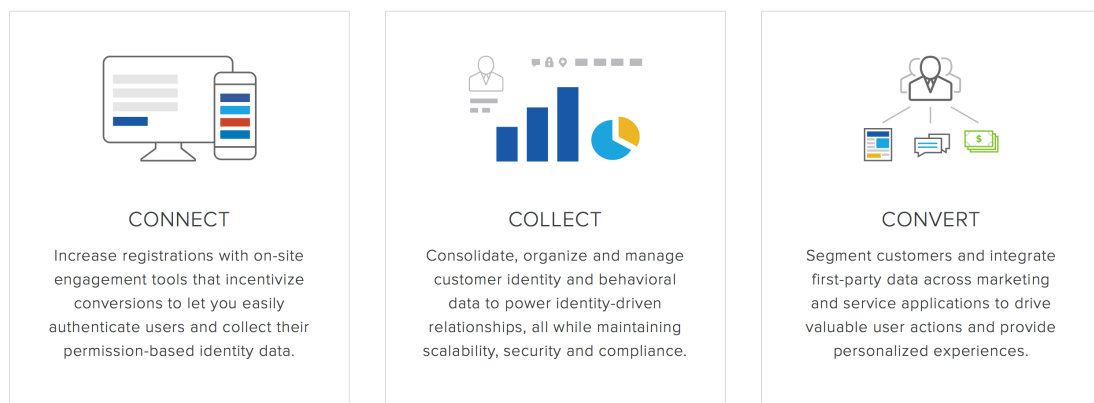 CONNECT
Increase registrations with on-site
engagement tools that incentivize
conversions to let you easily
authenticate users and collect their
permission-based identity data.
COLLECT
Consolidate, organize and manage
customer identity and behavioral
data to power identity-driven
relationships, all while maintaining
scalability, security and compliance.
$
CONVERT
Segment customers and integrate
first-party data across marketing
and service applications to drive
valuable user actions and provide
personalized experiences.